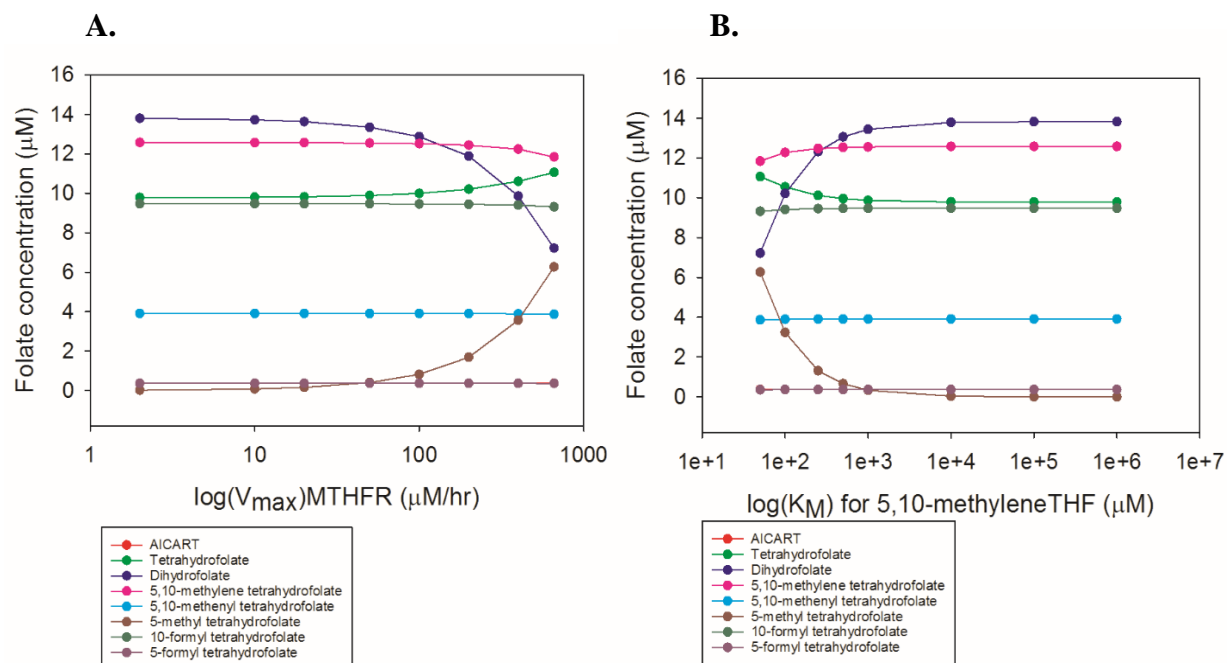 A.
B.
Folate concentration (μM)
16
14
12
10
8
6
4
2
0
1
10
100
1000
log(Vmax)MTHFR (μM/hr)
AICART
Tetrahydrofolate
Dihydrofolate
5,10-methylene tetrahydrofolate
5,10-methenyl tetrahydrofolate
5-methyl tetrahydrofolate
10-formyl tetrahydrofolate
5-formyl tetrahydrofolate
Folate concentration (μM)
16
14
12
10
8
6
4
2
0
1e+1
1e+2
1e+3
1e+4
1e+5
1e+6
1e+7
log(KM) for 5,10-methyleneTHF (μM)
AICART
Tetrahydrofolate
Dihydrofolate
5,10-methylene tetrahydrofolate
5,10-methenyl tetrahydrofolate
5-methyl tetrahydrofolate
10-formyl tetrahydrofolate
5-formyl tetrahydrofolate